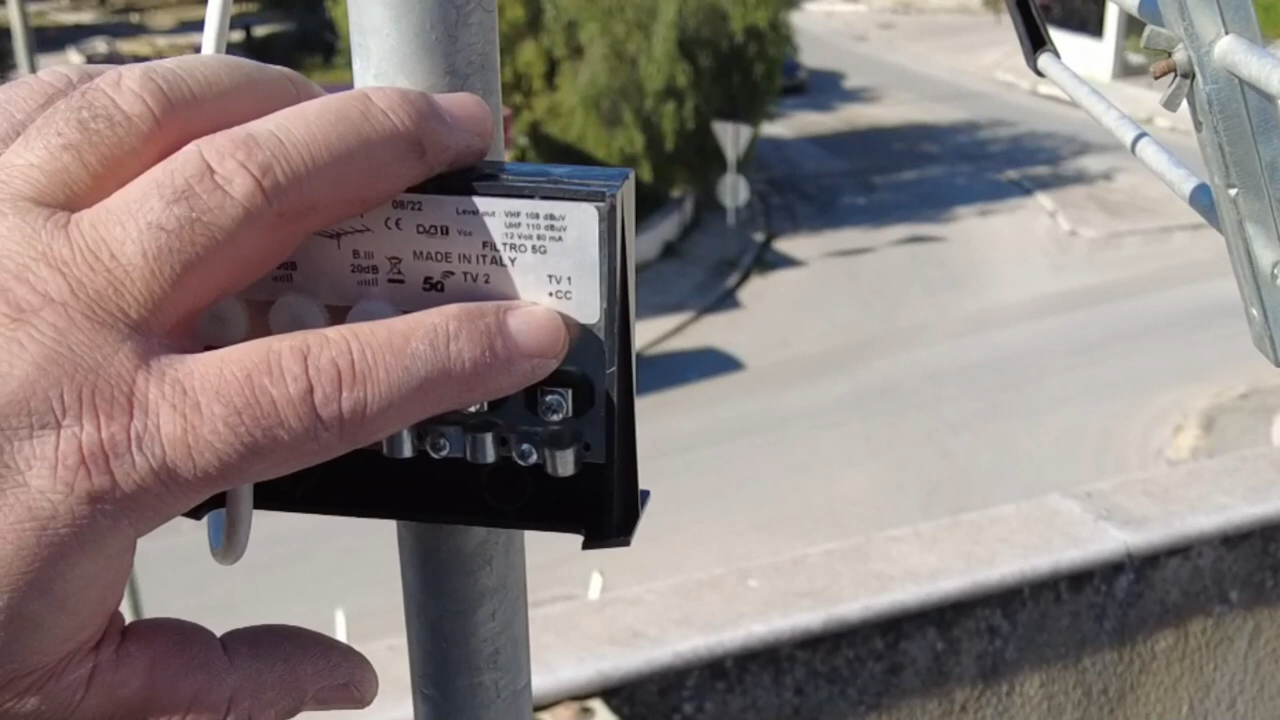 08/22
CE DVB T
Level out : VHF 108 dBuV
UHF 110 dBuV
Vcc :12 Volt 80 mA
FILTRO 5G
MADE IN ITALY
B.III
20dB
5G TV 2
TV 1
+CC